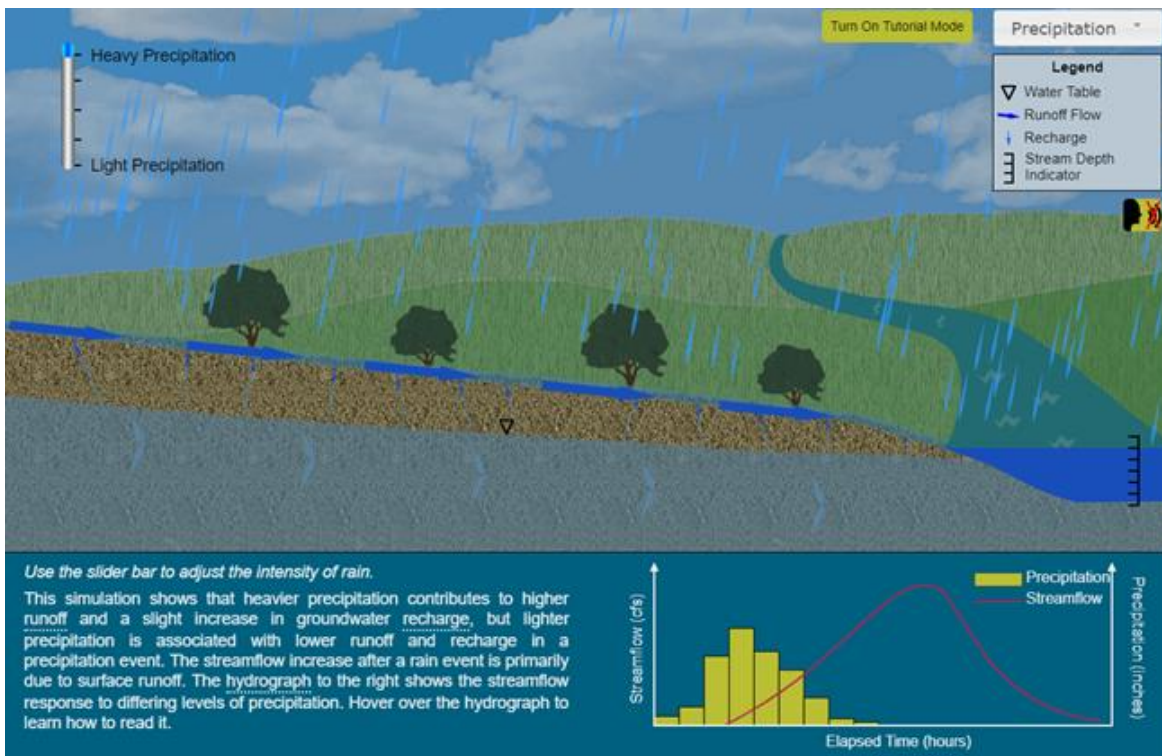 Turn On Tutorial Mode
Precipitation
Heavy Precipitation
Light Precipitation
Legend
Water Table
Runoff Flow
Recharge
Stream Depth
Indicator
Use the slider bar to adjust the intensity of rain.
This simulation shows that heavier precipitation contributes to higher
runoff and a slight increase in groundwater recharge, but lighter
precipitation is associated with lower runoff and recharge in a
precipitation event. The streamflow increase after a rain event is primarily
due to surface runoff. The hydrograph to the right shows the streamflow
response to differing levels of precipitation. Hover over the hydrograph to
learn how to read it.
Precipitation
Streamflow
Streamflow (cfs)
Precipitation (inches)
Elapsed Time (hours)